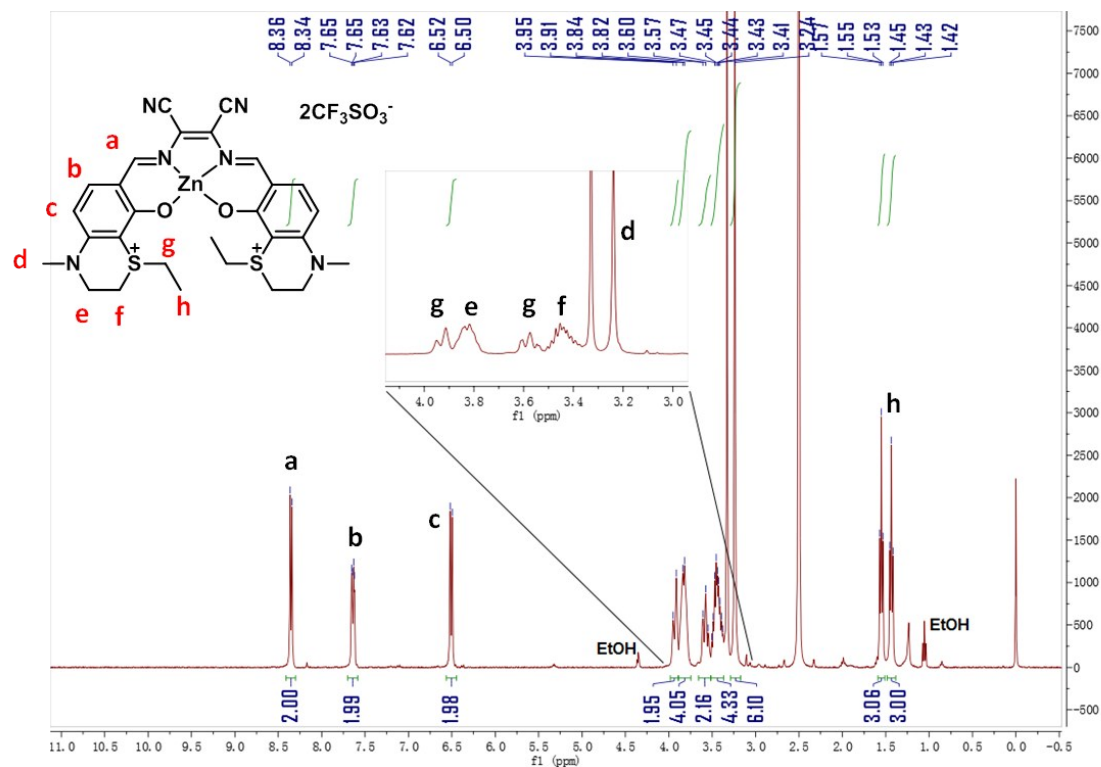 8.36 8.34 7.65 7.65 7.63 7.62 6.52 6.50 3.95 3.91 3.84 3.82 3.60 3.57 3.47 3.45 3.44 3.43 3.41 3.24 1.57 1.55 1.53 1.45 1.43 1.42
NC CN 2CF₃SO₃⁻
a
b N N
Zn
c O O
g
d N S+ S+ N
e f h
d
g e g f
4.0 3.8 3.6 3.4 3.2 3.0
f1 (ppm)
h
a
b
c
EtOH EtOH
2.00 1.99 1.98 1.95 4.05 2.16 4.33 6.10 3.06 3.00
11.0 10.5 10.0 9.5 9.0 8.5 8.0 7.5 7.0 6.5 6.0 5.5 5.0 4.5 4.0 3.5 3.0 2.5 2.0 1.5 1.0 0.5 0.0 -0.5
f1 (ppm)
7500
7000
6500
6000
5500
5000
4500
4000
3500
3000
2500
2000
1500
1000
500
0
-500